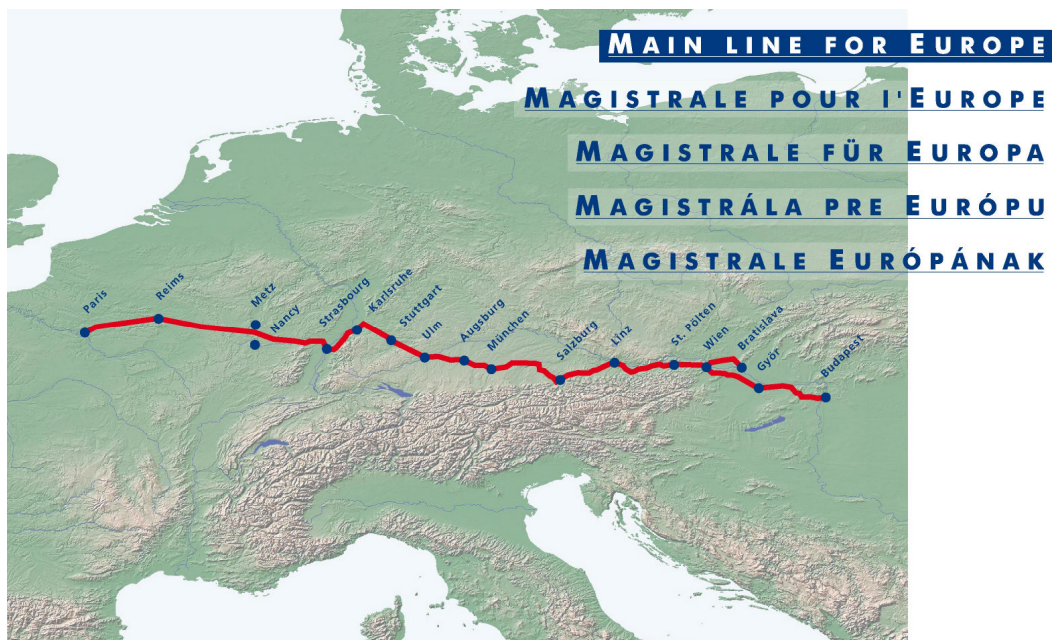 MAIN LINE FOR EUROPE
MAGISTRALE POUR l'EUROPE
MAGISTRALE FÜR EUROPA
MAGISTRÁLA PRE EURÓPU
MAGISTRALE EURÓPÁNAK
Paris
Reims
Metz
Nancy
Strasbourg
Karlsruhe
Stuttgart
Ulm
Augsburg
München
Salzburg
Linz
St. Pölten
Wien
Bratislava
Györ
Budapest